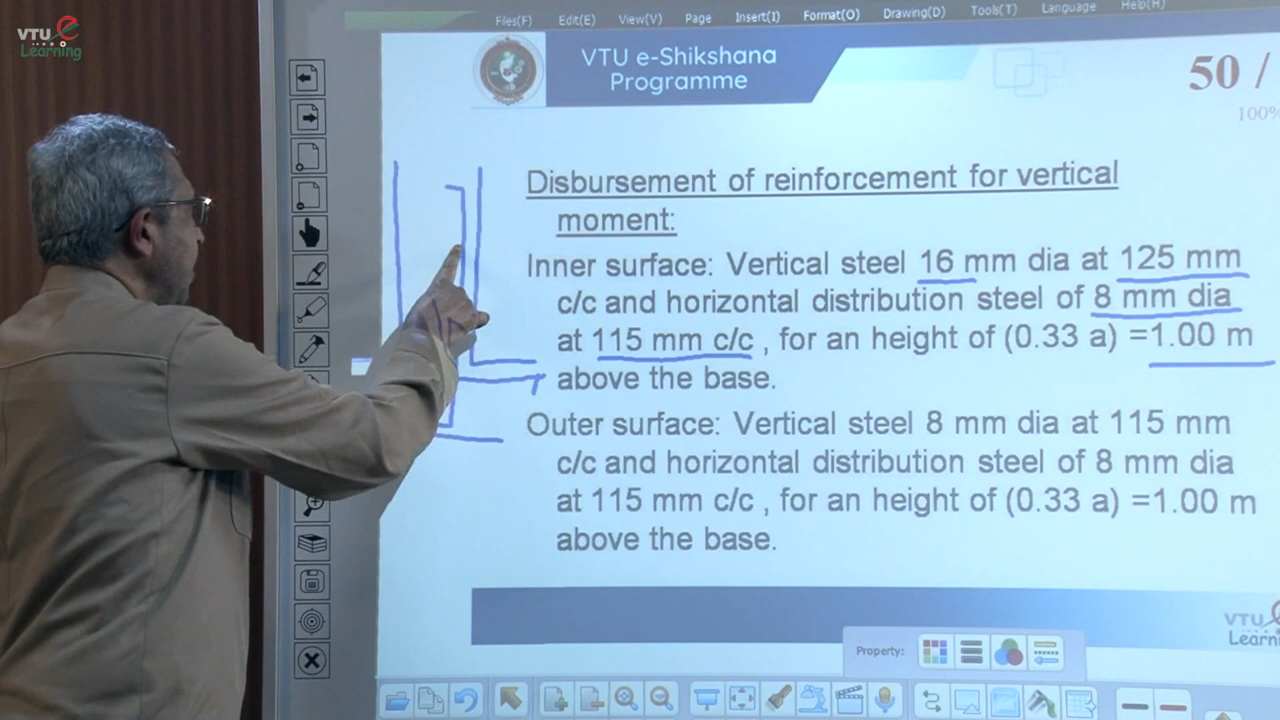 VTU e
Learning
Files(F) Edit(E) View(V) Page Insert(I) Format(O) Drawing(D) Tools(T) Language Help(H)
VTU e-Shikshana
Programme
50 /
100%
Disbursement of reinforcement for vertical
moment:
Inner surface: Vertical steel 16 mm dia at 125 mm
c/c and horizontal distribution steel of 8 mm dia
at 115 mm c/c , for an height of (0.33 a) =1.00 m
above the base.
Outer surface: Vertical steel 8 mm dia at 115 mm
c/c and horizontal distribution steel of 8 mm dia
at 115 mm c/c , for an height of (0.33 a) =1.00 m
above the base.
VTU e
Learn
Property: